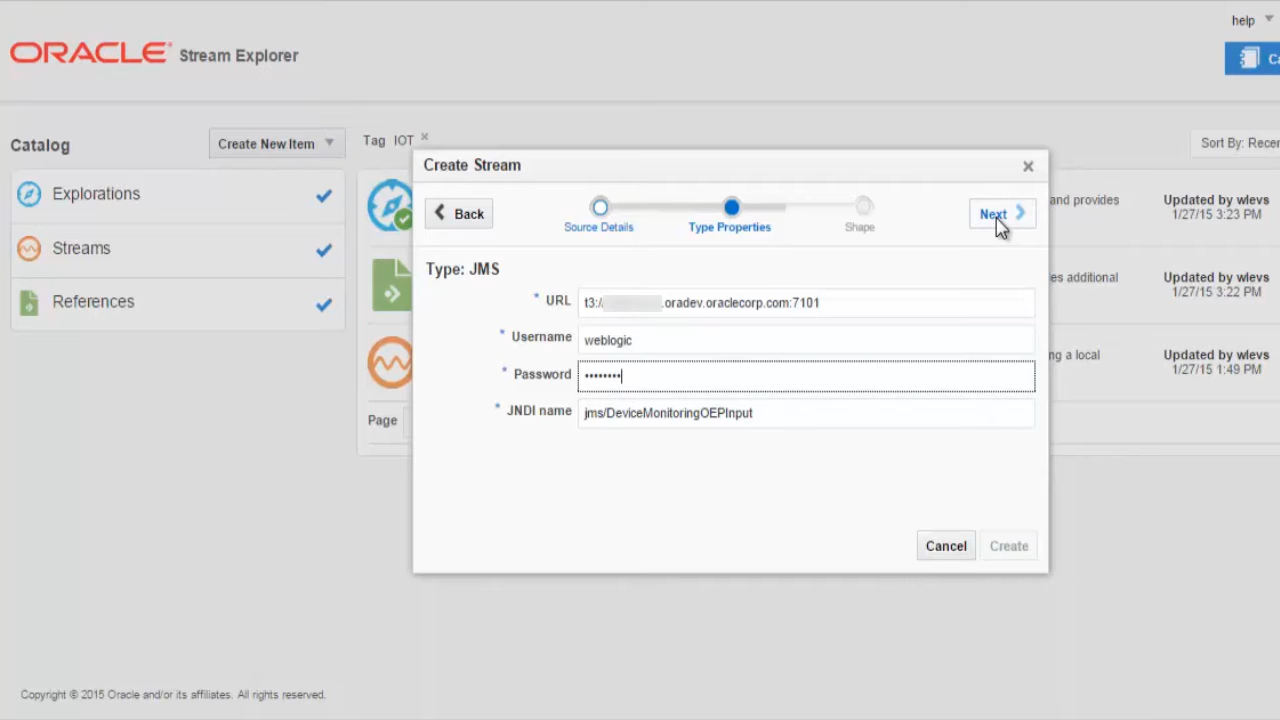 help
ORACLE Stream Explorer
Catalog
Create New Item
Tag IOT ×
Sort By: Recen
Create Stream
×
Explorations
Streams
References
Back
Source Details
Type Properties
Shape
Next
and provides
Updated by wlevs
1/27/15 3:23 PM
es additional
Updated by wlevs
1/27/15 3:22 PM
ng a local
Updated by wlevs
1/27/15 1:49 PM
Page
Type: JMS
* URL t3:/ .oradev.oraclecorp.com:7101
* Username weblogic
* Password ••••••••
* JNDI name jms/DeviceMonitoringOEPInput
Cancel
Create
Copyright © 2015 Oracle and/or its affiliates. All rights reserved.